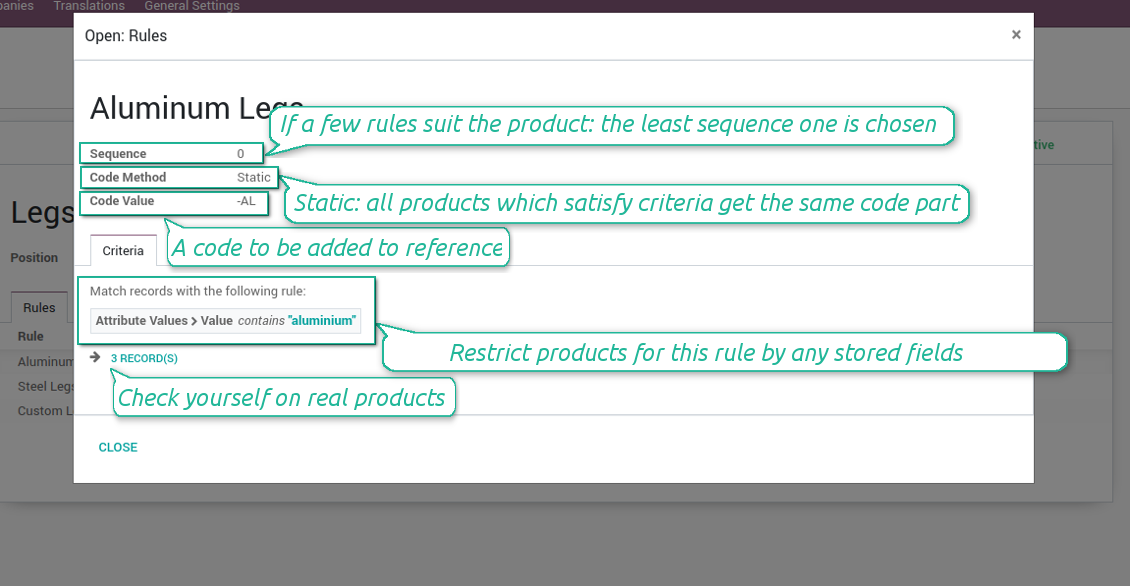 Translations General Settings
Open: Rules ×
Aluminum Legs
If a few rules suit the product: the least sequence one is chosen
Sequence 0
Code Method Static
Static: all products which satisfy criteria get the same code part
Code Value -AL
Legs
A code to be added to reference
Criteria
Position
Match records with the following rule:
Rules
Attribute Values > Value contains "aluminium"
Rule
Restrict products for this rule by any stored fields
3 RECORD(S)
Aluminum
Steel Legs
Check yourself on real products
Custom L
CLOSE